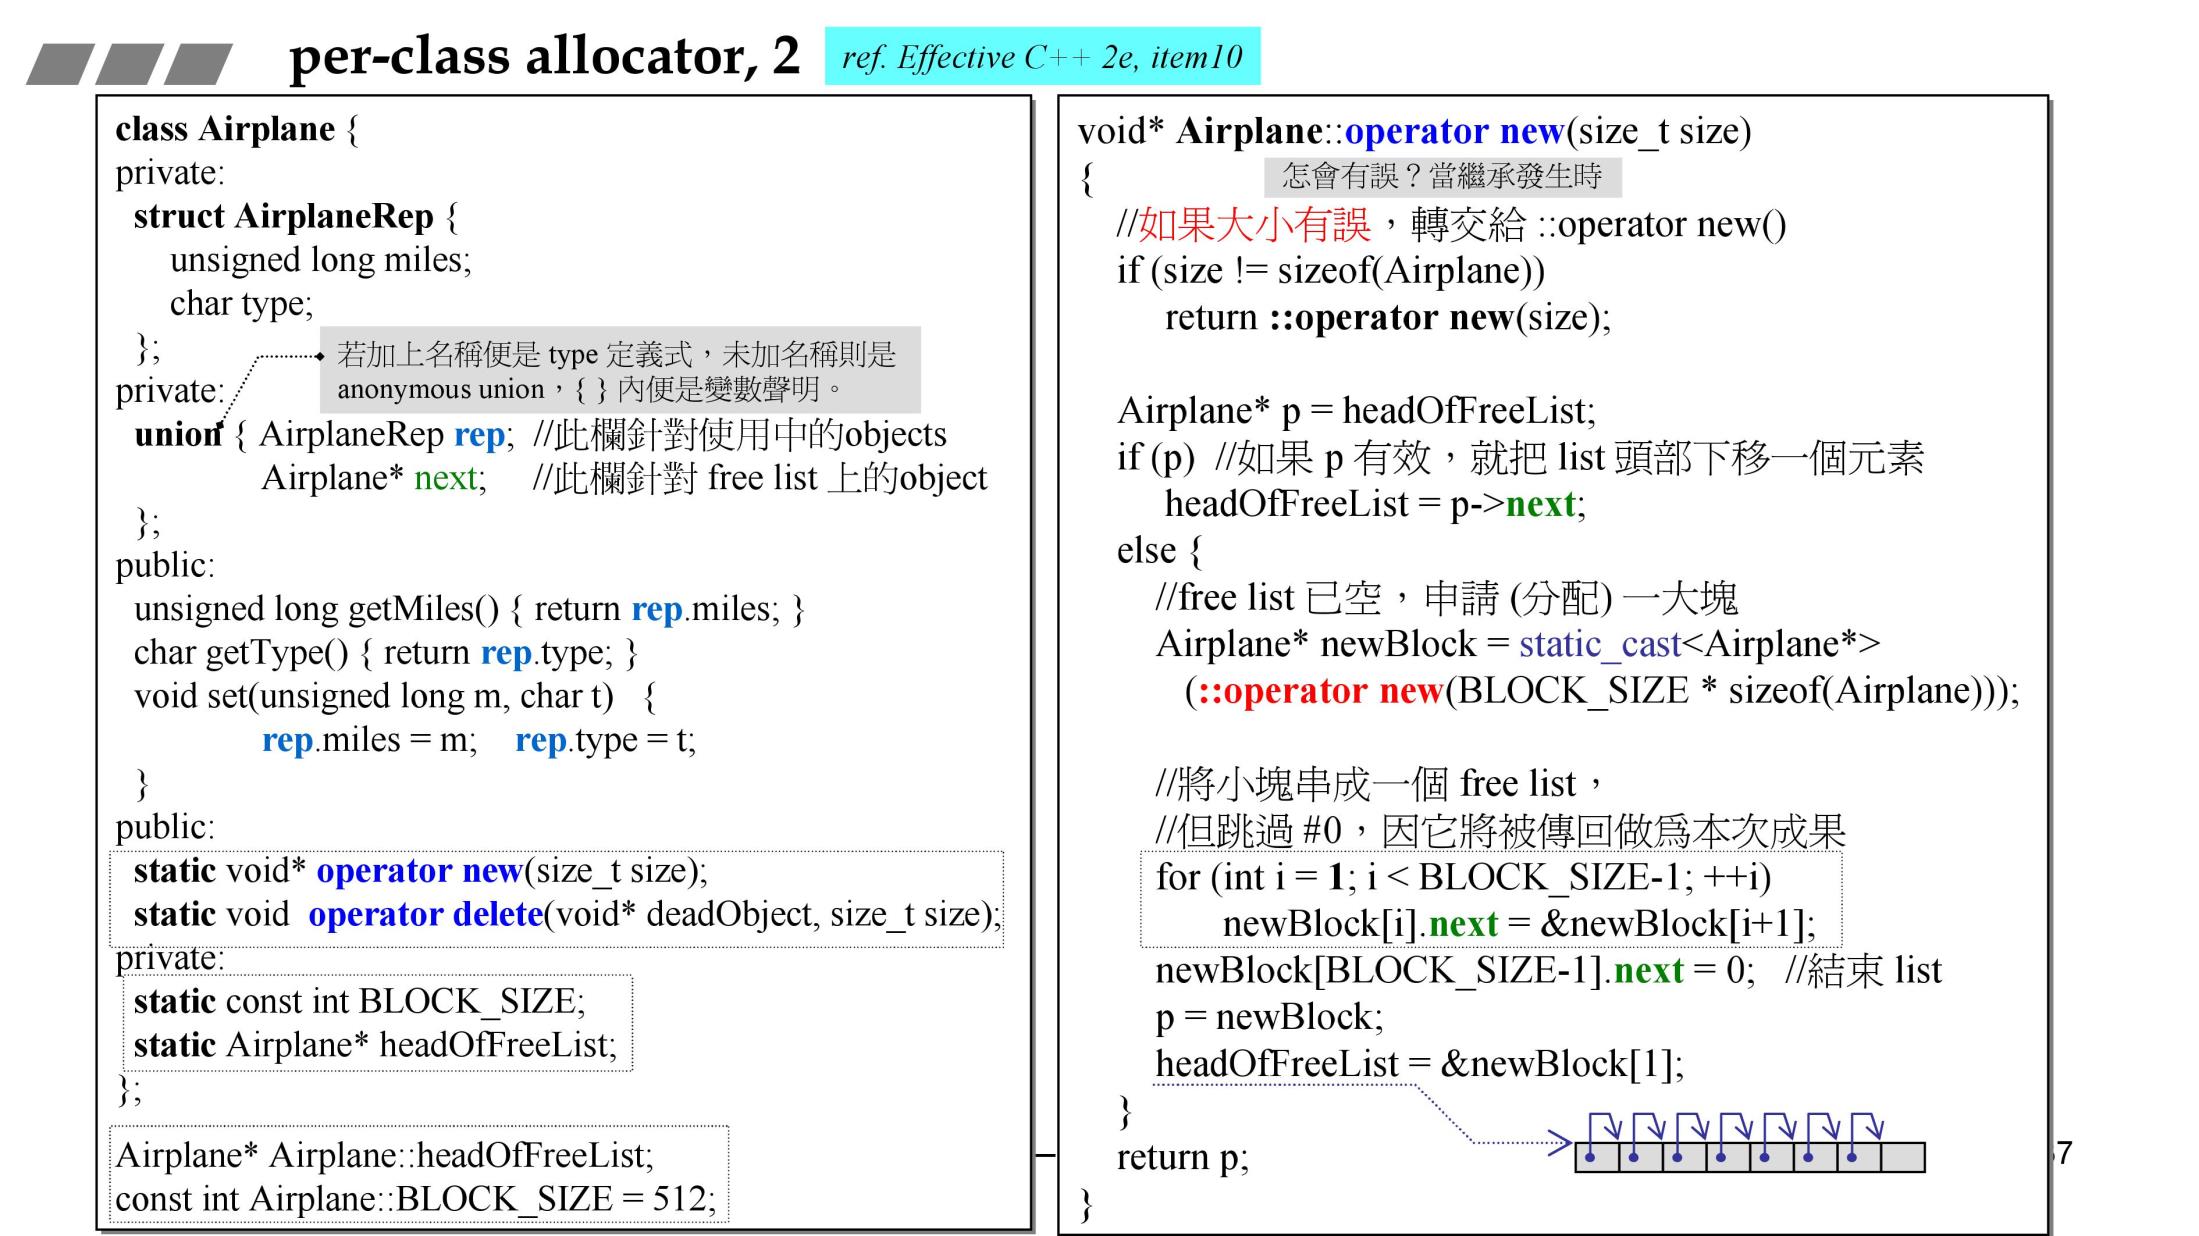 per-class allocator, 2
ref. Effective C++ 2e, item10
class Airplane {
private:
struct AirplaneRep {
unsigned long miles;
char type;
};
若加上名稱便是 type 定義式，未加名稱則是
anonymous union，{ } 內便是變數聲明。
private:
union { AirplaneRep rep; //此欄針對使用中的objects
Airplane* next; //此欄針對 free list 上的object
};
public:
unsigned long getMiles() { return rep.miles; }
char getType() { return rep.type; }
void set(unsigned long m, char t) {
rep.miles = m; rep.type = t;
}
public:
static void* operator new(size_t size);
static void operator delete(void* deadObject, size_t size);
private:
static const int BLOCK_SIZE;
static Airplane* headOfFreeList;
};
Airplane* Airplane::headOfFreeList;
const int Airplane::BLOCK_SIZE = 512;
void* Airplane::operator new(size_t size)
{
怎會有誤？當繼承發生時
//如果大小有誤，轉交給 ::operator new()
if (size != sizeof(Airplane))
return ::operator new(size);
Airplane* p = headOfFreeList;
if (p) //如果 p 有效，就把 list 頭部下移一個元素
headOfFreeList = p->next;
else {
//free list 已空，申請 (分配) 一大塊
Airplane* newBlock = static_cast<Airplane*>
(::operator new(BLOCK_SIZE * sizeof(Airplane)));
//將小塊串成一個 free list，
//但跳過 #0，因它將被傳回做為本次成果
for (int i = 1; i < BLOCK_SIZE-1; ++i)
newBlock[i].next = &newBlock[i+1];
newBlock[BLOCK_SIZE-1].next = 0; //結束 list
p = newBlock;
headOfFreeList = &newBlock[1];
}
return p;
}